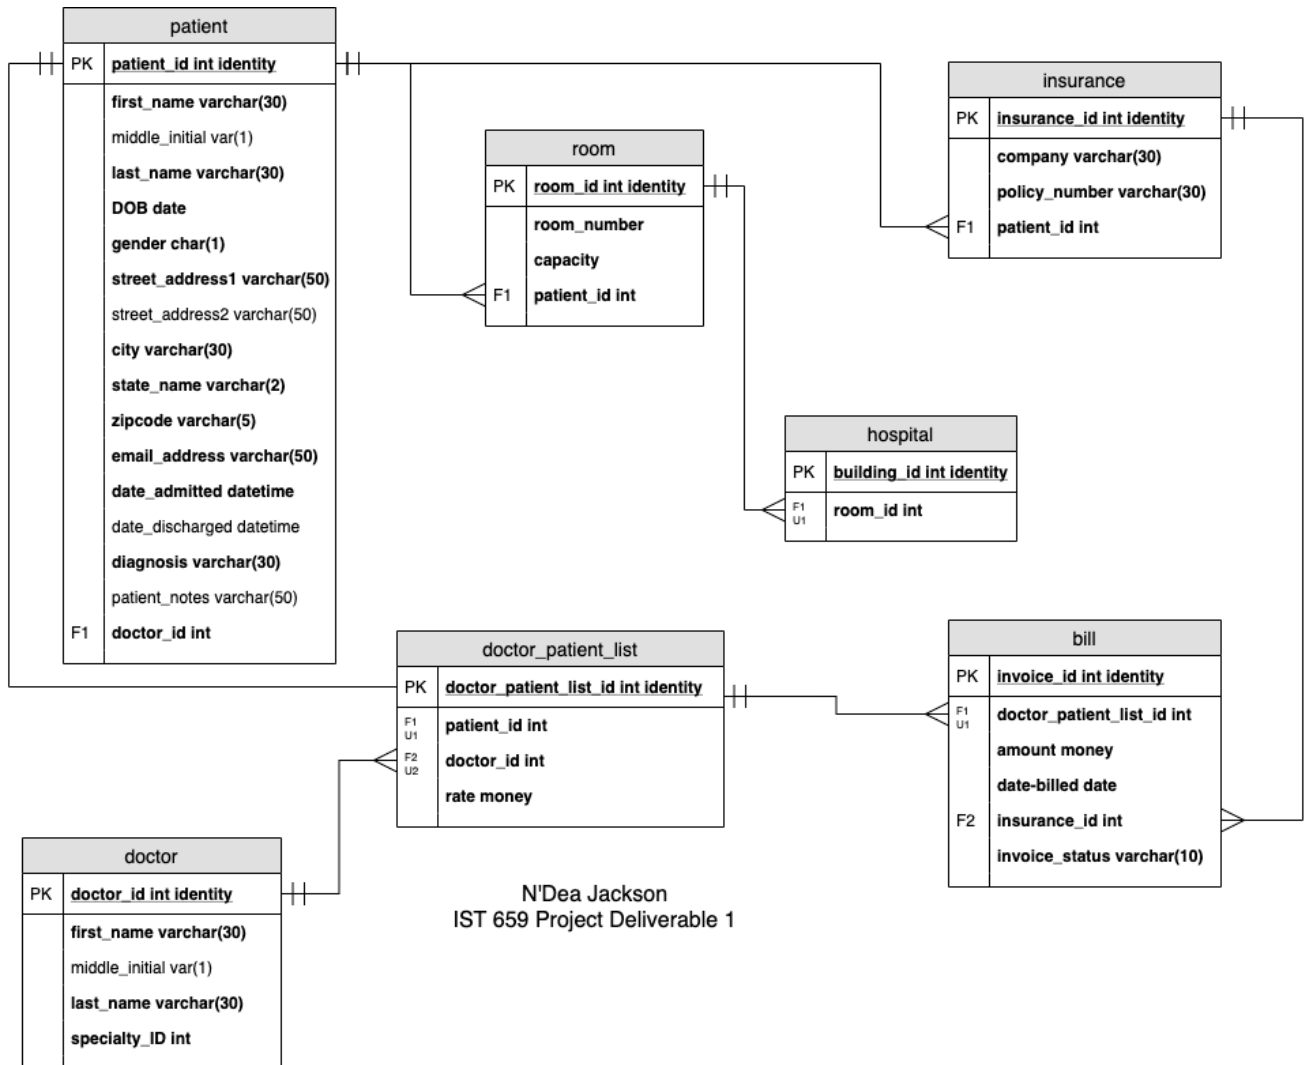 patient
PK patient_id int identity
first_name varchar(30)
middle_initial var(1)
last_name varchar(30)
DOB date
gender char(1)
street_address1 varchar(50)
street_address2 varchar(50)
city varchar(30)
state_name varchar(2)
zipcode varchar(5)
email_address varchar(50)
date_admitted datetime
date_discharged datetime
diagnosis varchar(30)
patient_notes varchar(50)
F1 doctor_id int
room
PK room_id int identity
room_number
capacity
F1 patient_id int
insurance
PK insurance_id int identity
company varchar(30)
policy_number varchar(30)
F1 patient_id int
hospital
PK building_id int identity
F1
U1 room_id int
doctor_patient_list
PK doctor_patient_list_id int identity
F1
U1 patient_id int
F2
U2 doctor_id int
rate money
bill
PK invoice_id int identity
F1
U1 doctor_patient_list_id int
amount money
date-billed date
F2 insurance_id int
invoice_status varchar(10)
doctor
PK doctor_id int identity
first_name varchar(30)
middle_initial var(1)
last_name varchar(30)
specialty_ID int
N'Dea Jackson
IST 659 Project Deliverable 1